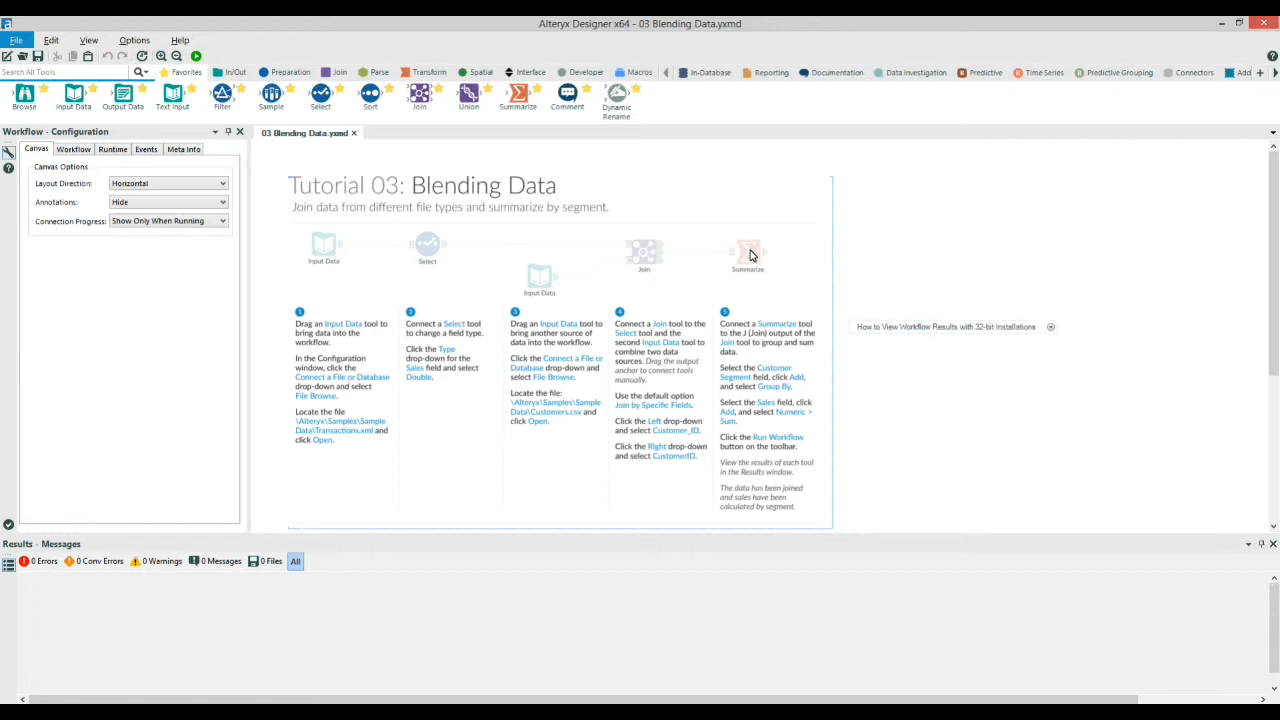 Alteryx Designer x64 - 03 Blending Data.yxmd
File Edit View Options Help
Search All Tools Favorites In/Out Preparation Join Parse Transform Spatial Interface Developer Macros In-Database Reporting Documentation Data Investigation Predictive Time Series Predictive Grouping Connectors Add
Browse Input Data Output Data Text Input Filter Sample Select Sort Join Union Summarize Comment Dynamic Rename
Workflow - Configuration
03 Blending Data.yxmd
Canvas Workflow Runtime Events Meta Info
Canvas Options
Layout Direction: Horizontal
Annotations: Hide
Connection Progress: Show Only When Running
Tutorial 03: Blending Data
Join data from different file types and summarize by segment.
Input Data
Select
Input Data
Join
Summarize
1
Drag an Input Data tool to
bring data into the
workflow.
In the Configuration
window, click the
Connect a File or Database
drop-down and select
File Browse.
Locate the file
\Alteryx\Samples\Sample
Data\Transactions.xml and
click Open.
2
Connect a Select tool
to change a field type.
Click the Type
drop-down for the
Sales field and select
Double.
3
Drag an Input Data tool to
bring another source of
data into the workflow.
Click the Connect a File or
Database drop-down and
select File Browse.
Locate the file:
\Alteryx\Samples\Sample
Data\Customers.csv and
click Open.
4
Connect a Join tool to the
Select tool and the
second Input Data tool to
combine two data
sources. Drag the output
anchor to connect tools
manually.
Use the default option
Join by Specific Fields.
Click the Left drop-down
and select Customer_ID.
Click the Right drop-down
and select CustomerID.
5
Connect a Summarize tool
to the J (Join) output of the
Join tool to group and sum
data.
Select the Customer
Segment field, click Add,
and select Group By.
Select the Sales field, click
Add, and select Numeric >
Sum.
Click the Run Workflow
button on the toolbar.
View the results of each tool
in the Results window.
The data has been joined
and sales have been
calculated by segment.
How to View Workflow Results with 32-bit Installations
Results - Messages
0 Errors 0 Conv Errors 0 Warnings 0 Messages 0 Files All